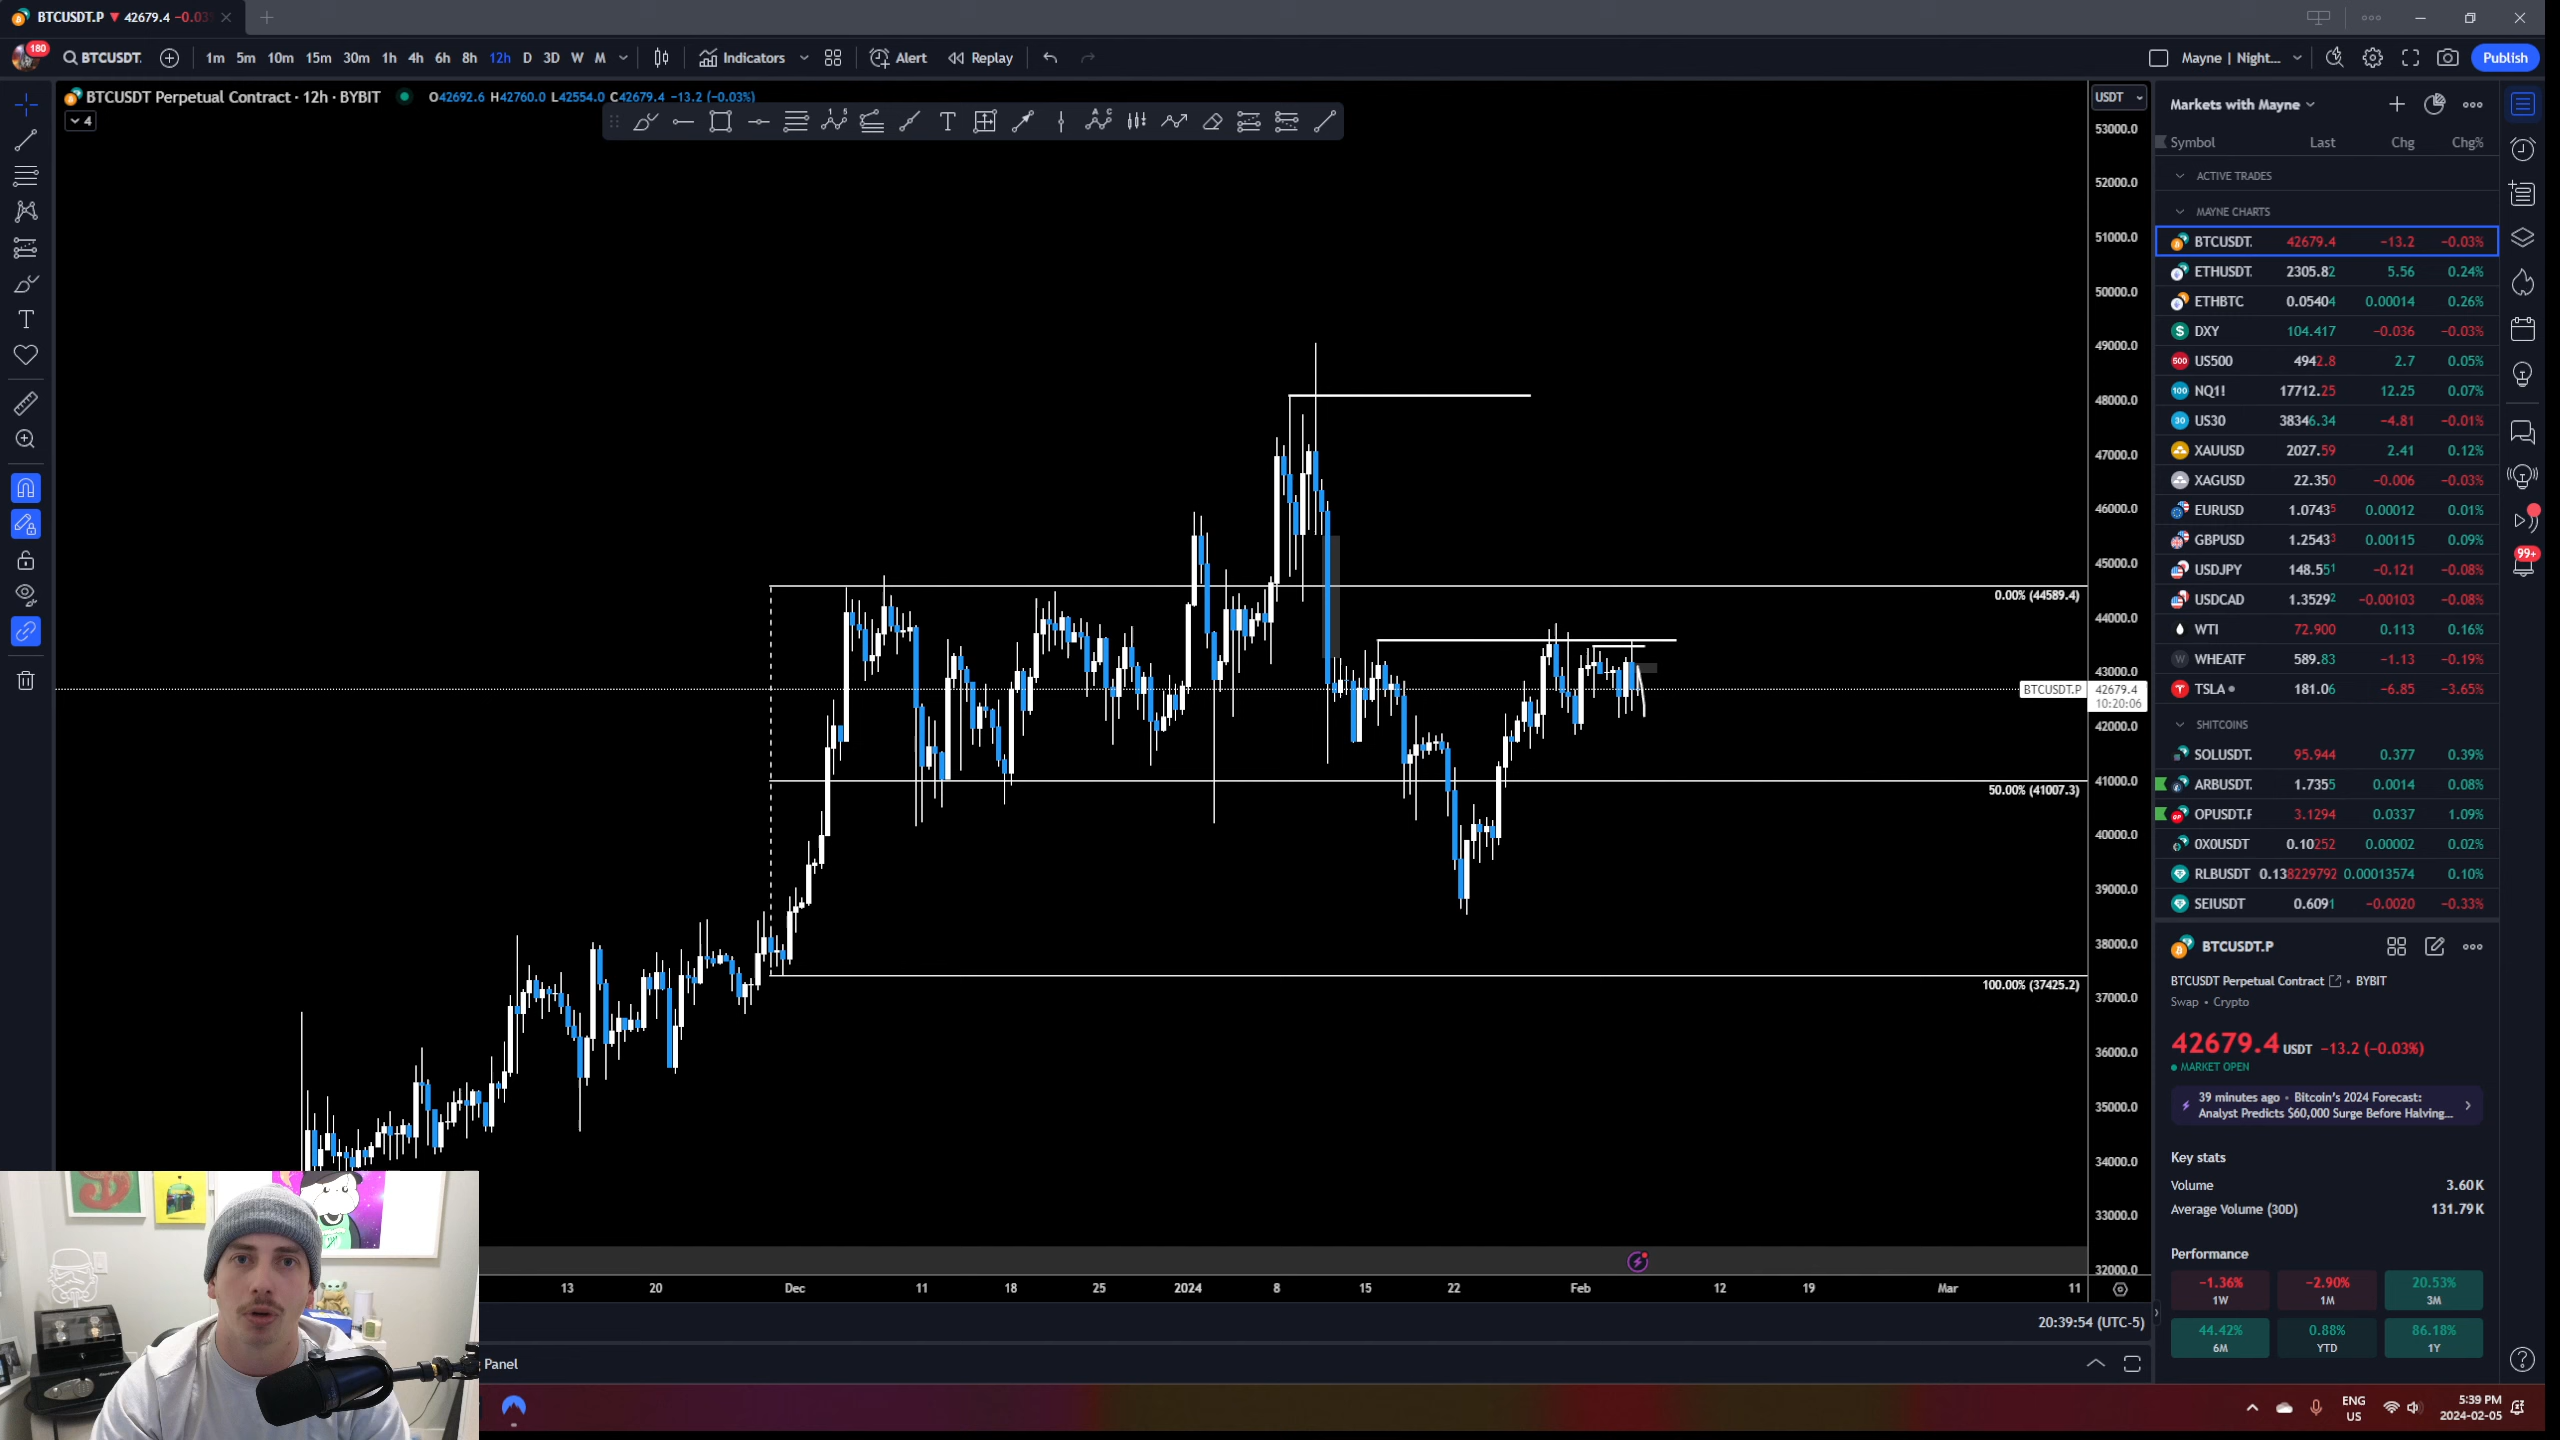 BTCUSDT.P ▼ 42679.4 −0.03
180
BTCUSDT.
1m 5m 10m 15m 30m 1h 4h 6h 8h 12h D 3D W M
Indicators
Alert
Replay
Mayne | Night...
Publish
BTCUSDT Perpetual Contract · 12h · BYBIT
O42692.6 H42760.0 L42554.0 C42679.4 −13.2 (−0.03%)
4
USDT
53000.0
52000.0
51000.0
50000.0
49000.0
48000.0
47000.0
46000.0
45000.0
0.00% (44589.4)
44000.0
43000.0
BTCUSDT.P 42679.4
10:20:06
42000.0
41000.0
50.00% (41007.3)
40000.0
39000.0
38000.0
100.00% (37425.2)
37000.0
36000.0
35000.0
34000.0
33000.0
32000.0
13 20 Dec 11 18 25 2024 8 15 22 Feb 12 19 Mar 11
20:39:54 (UTC-5)
Panel
Markets with Mayne
Symbol Last Chg Chg%
ACTIVE TRADES
MAYNE CHARTS
BTCUSDT. 42679.4 −13.2 −0.03%
ETHUSDT. 2305.82 5.56 0.24%
ETHBTC 0.05404 0.00014 0.26%
DXY 104.417 −0.036 −0.03%
500 US500 4942.8 2.7 0.05%
100 NQ1! 17712.25 12.25 0.07%
30 US30 38346.34 −4.81 −0.01%
XAUUSD 2027.59 2.41 0.12%
XAGUSD 22.350 −0.006 −0.03%
EURUSD 1.07435 0.00012 0.01%
GBPUSD 1.25433 0.00115 0.09%
USDJPY 148.551 −0.121 −0.08%
USDCAD 1.35292 −0.00103 −0.08%
WTI 72.900 0.113 0.16%
W WHEATF 589.83 −1.13 −0.19%
TSLA 181.06 −6.85 −3.65%
SHITCOINS
SOLUSDT. 95.944 0.377 0.39%
ARBUSDT. 1.7355 0.0014 0.08%
OPUSDT.F 3.1294 0.0337 1.09%
0X0USDT 0.10252 0.00002 0.02%
RLBUSDT 0.138229792 0.00013574 0.10%
SEIUSDT 0.6091 −0.0020 −0.33%
BTCUSDT.P
BTCUSDT Perpetual Contract • BYBIT
Swap • Crypto
42679.4 USDT −13.2 (−0.03%)
MARKET OPEN
39 minutes ago • Bitcoin's 2024 Forecast:
Analyst Predicts $60,000 Surge Before Halving...
Key stats
Volume 3.60K
Average Volume (30D) 131.79K
Performance
−1.36% −2.90% 20.53%
1W 1M 3M
44.42% 0.88% 86.18%
6M YTD 1Y
99+
ENG
US
5:39 PM
2024-02-05